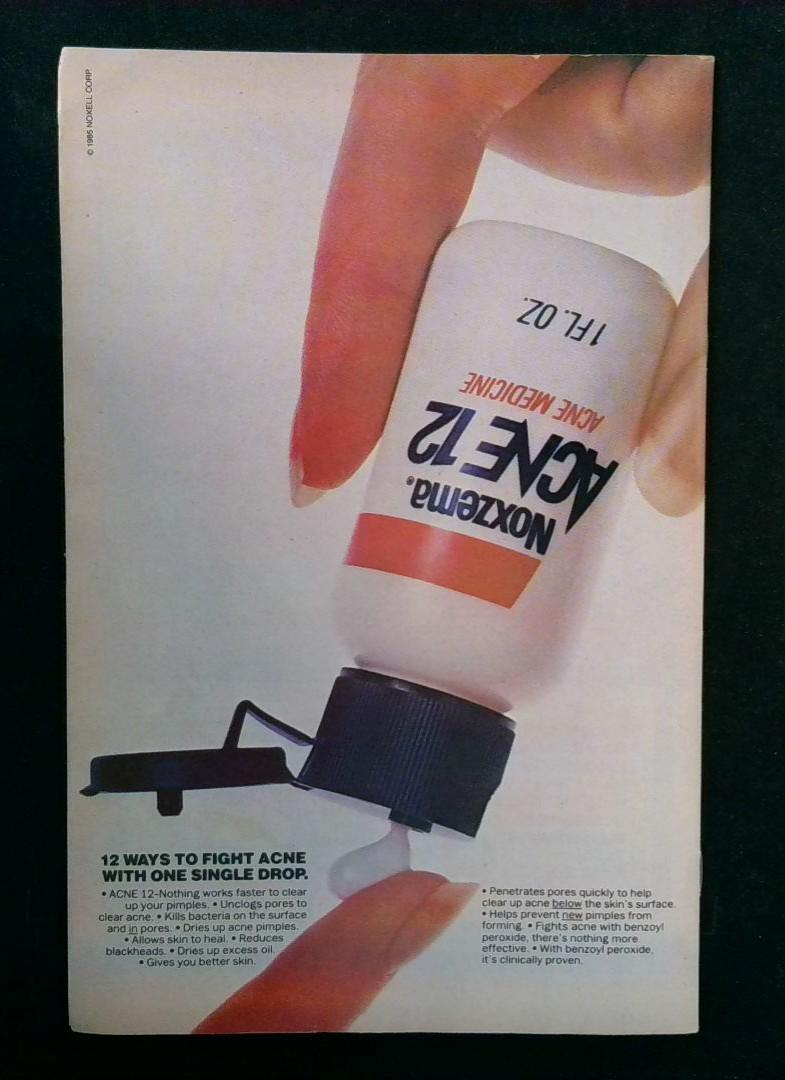 © 1985 NOXELL CORP.
1 FL. OZ.
ACNE MEDICINE
ACNE 12
Noxzema®
12 WAYS TO FIGHT ACNE
WITH ONE SINGLE DROP.
• ACNE 12–Nothing works faster to clear
up your pimples. • Unclogs pores to
clear acne. • Kills bacteria on the surface
and in pores. • Dries up acne pimples.
• Allows skin to heal. • Reduces
blackheads. • Dries up excess oil.
• Gives you better skin.
• Penetrates pores quickly to help
clear up acne below the skin's surface.
• Helps prevent new pimples from
forming. • Fights acne with benzoyl
peroxide, there's nothing more
effective. • With benzoyl peroxide,
it's clinically proven.